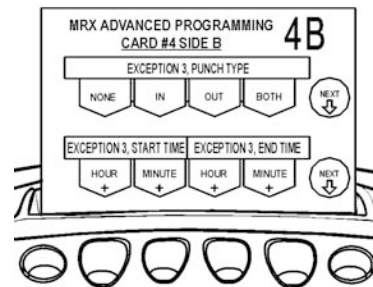 MRX ADVANCED PROGRAMMING 4B
CARD #4 SIDE B
EXCEPTION 3, PUNCH TYPE
NONE IN OUT BOTH NEXT
EXCEPTION 3, START TIME EXCEPTION 3, END TIME
HOUR MINUTE HOUR MINUTE NEXT
+ + + +